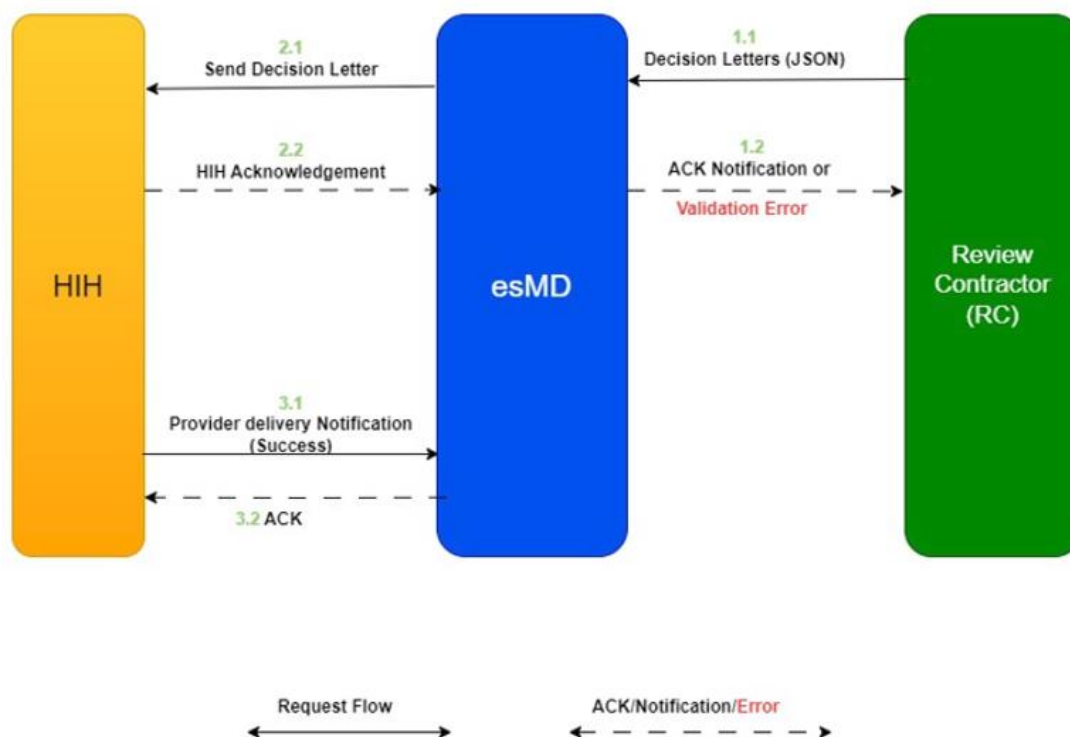 2.1
Send Decision Letter
1.1
Decision Letters (JSON)
2.2
HIH Acknowledgement
1.2
ACK Notification or
Validation Error
HIH
esMD
Review
Contractor
(RC)
3.1
Provider delivery Notification
(Success)
3.2 ACK
Request Flow
ACK/Notification/Error